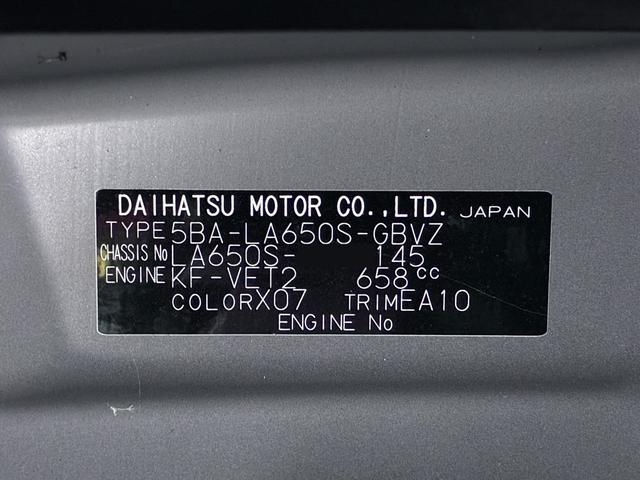 DAIHATSU MOTOR CO.,LTD. JAPAN
TYPE 5BA-LA650S-GBVZ
CHASSIS No LA650S- 145
ENGINE KF-VET2 658cc
COLOR X07 TRIM EA10
ENGINE No